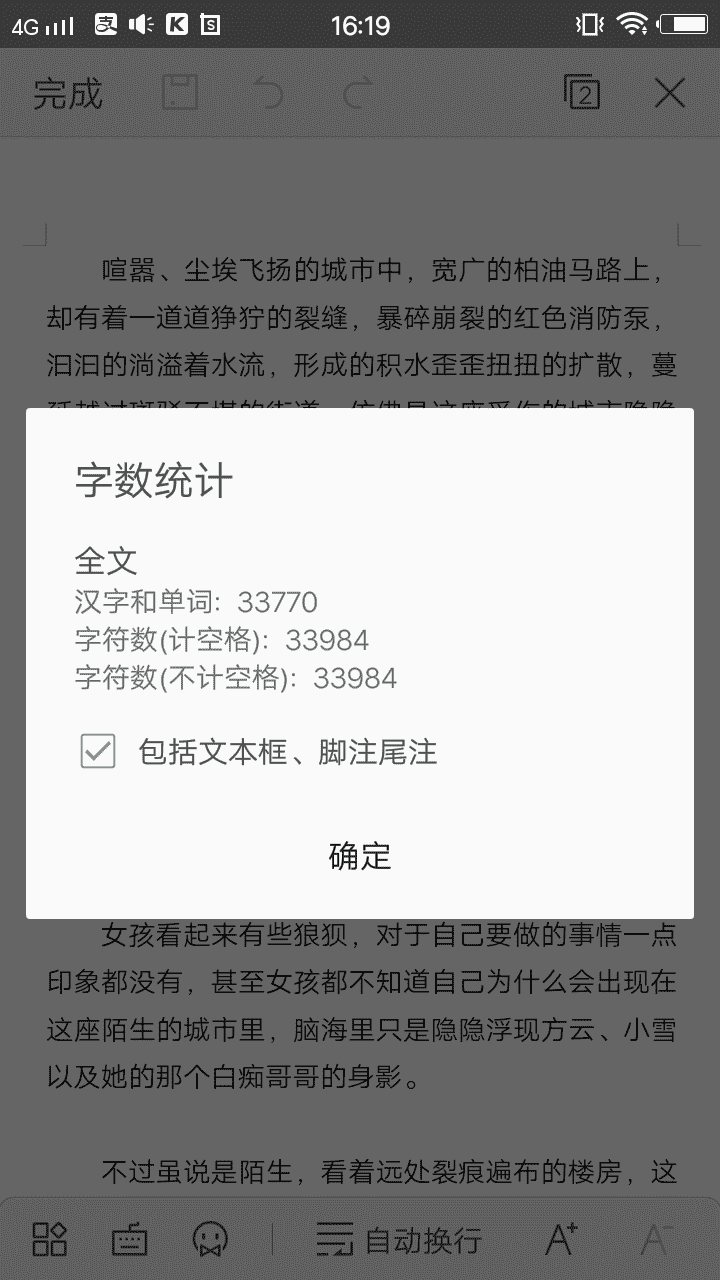 4G 支 K S 16:19
完成 2
喧嚣、尘埃飞扬的城市中，宽广的柏油马路上，
却有着一道道狰狞的裂缝，暴碎崩裂的红色消防泵，
汩汩的淌溢着水流，形成的积水歪歪扭扭的扩散，蔓
字数统计
全文
汉字和单词: 33770
字符数(计空格): 33984
字符数(不计空格): 33984
包括文本框、脚注尾注
确定
女孩看起来有些狼狈，对于自己要做的事情一点
印象都没有，甚至女孩都不知道自己为什么会出现在
这座陌生的城市里，脑海里只是隐隐浮现方云、小雪
以及她的那个白痴哥哥的身影。
不过虽说是陌生，看着远处裂痕遍布的楼房，这
自动换行 A+ A-